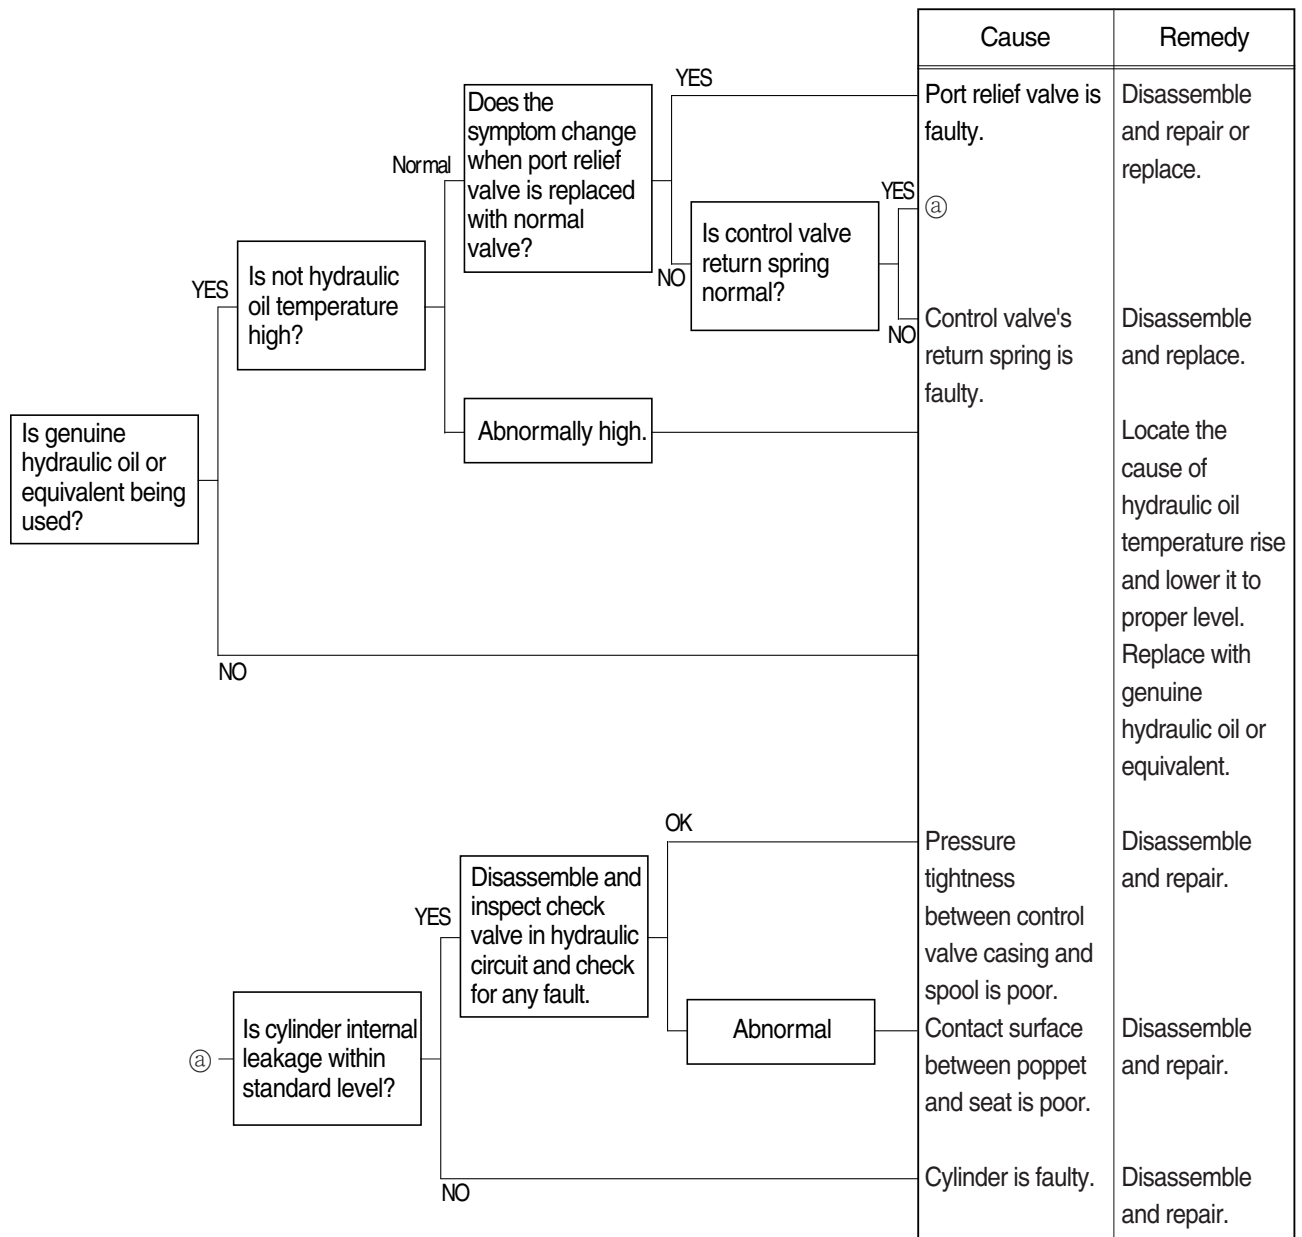 Cause
Remedy
YES
Does the
symptom change
when port relief
valve is replaced
with normal
valve?
Port relief valve is
faulty.
Disassemble
and repair or
replace.
Normal
YES
ⓐ
Is control valve
return spring
normal?
NO
YES
Is not hydraulic
oil temperature
high?
NO
Control valve's
return spring is
faulty.
Disassemble
and replace.
Abnormally high.
Is genuine
hydraulic oil or
equivalent being
used?
Locate the
cause of
hydraulic oil
temperature rise
and lower it to
proper level.
NO
Replace with
genuine
hydraulic oil or
equivalent.
OK
Pressure
tightness
between control
valve casing and
spool is poor.
Disassemble
and repair.
YES
Disassemble and
inspect check
valve in hydraulic
circuit and check
for any fault.
ⓐ
Is cylinder internal
leakage within
standard level?
Abnormal
Contact surface
between poppet
and seat is poor.
Disassemble
and repair.
NO
Cylinder is faulty.
Disassemble
and repair.